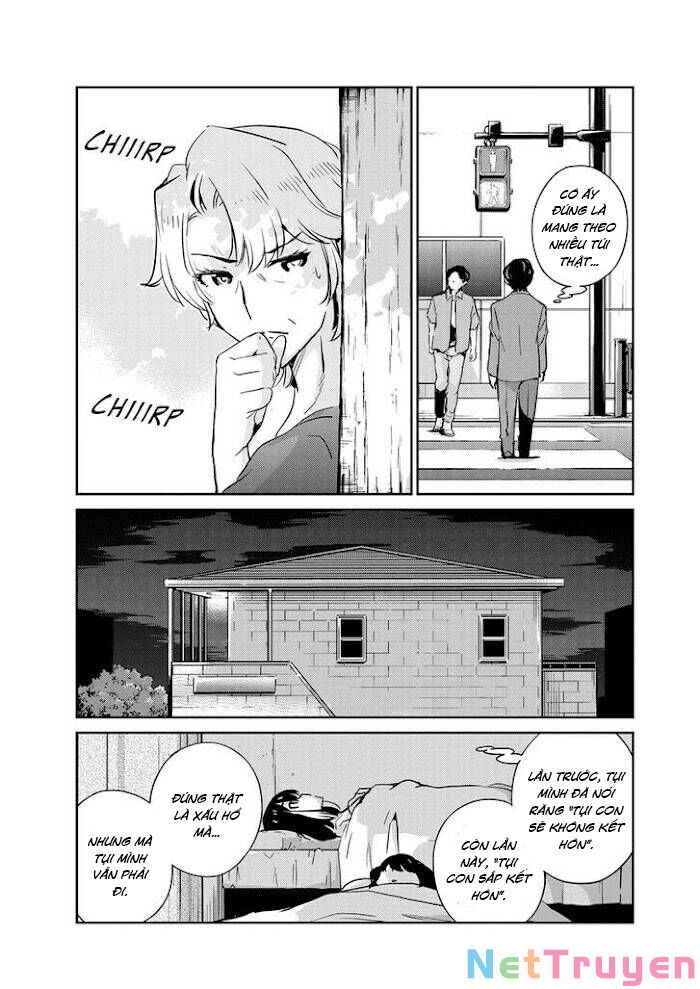 CÔ ẤY
ĐÚNG LÀ
MANG THEO
NHIỀU TÚI
THẬT...
CHIIIRP
CHIIIRP
LẦN TRƯỚC, TỤI
MÌNH ĐÃ NÓI
RẰNG "TỤI CON
SẼ KHÔNG KẾT
HÔN".
CÒN LẦN
NÀY, "TỤI
CON SẮP KẾT
HÔN".
ĐÚNG THẬT
LÀ XẤU HỔ
MÀ...
NHƯNG MÀ
TỤI MÌNH
VẪN PHẢI
ĐI.
NetTruyen